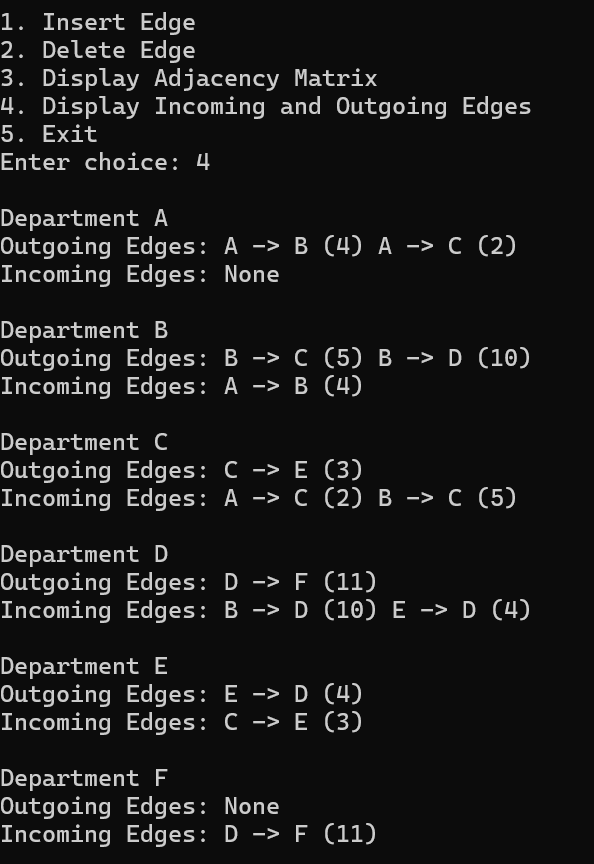 1. Insert Edge
2. Delete Edge
3. Display Adjacency Matrix
4. Display Incoming and Outgoing Edges
5. Exit
Enter choice: 4
Department A
Outgoing Edges: A -> B (4) A -> C (2)
Incoming Edges: None
Department B
Outgoing Edges: B -> C (5) B -> D (10)
Incoming Edges: A -> B (4)
Department C
Outgoing Edges: C -> E (3)
Incoming Edges: A -> C (2) B -> C (5)
Department D
Outgoing Edges: D -> F (11)
Incoming Edges: B -> D (10) E -> D (4)
Department E
Outgoing Edges: E -> D (4)
Incoming Edges: C -> E (3)
Department F
Outgoing Edges: None
Incoming Edges: D -> F (11)